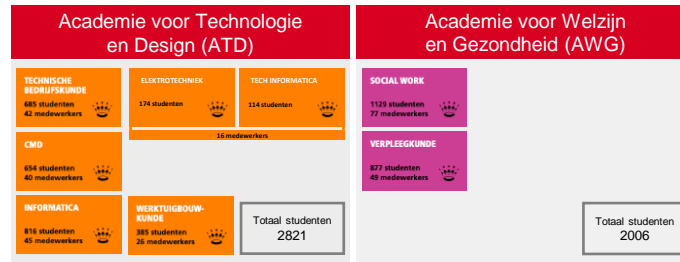 Academie voor Technologie
en Design (ATD)
TECHNISCHE
BEDRIJFSKUNDE
685 studenten
42 medewerkers
ELEKTROTECHNIEK
174 studenten
TECH INFORMATICA
114 studenten
16 medewerkers
CMD
654 studenten
40 medewerkers
INFORMATICA
816 studenten
45 medewerkers
WERKTUIGBOUW-
KUNDE
385 studenten
26 medewerkers
Totaal studenten
2821
Academie voor Welzijn
en Gezondheid (AWG)
SOCIAL WORK
1129 studenten
77 medewerkers
VERPLEEGKUNDE
877 studenten
49 medewerkers
Totaal studenten
2006